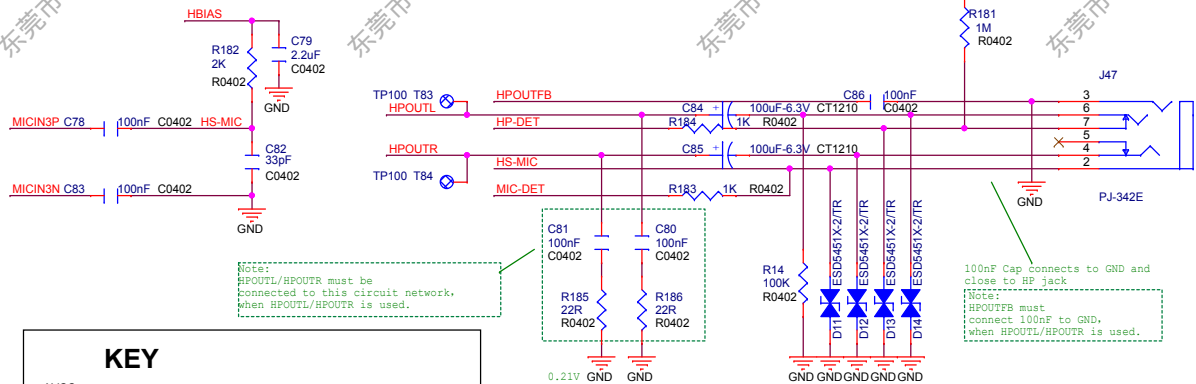 东莞市
东莞市
东莞市
东莞市
HBIAS
R182
2K
R0402
C79
2.2uF
C0402
GND
MICIN3P
C78
100nF
C0402
HS-MIC
C82
33pF
C0402
MICIN3N
C83
100nF
C0402
GND
TP100
T83
HPOUTL
HPOUTR
TP100
T84
HPOUTFB
C86
100nF
C0402
C84
+
100uF-6.3V
CT1210
HP-DET
R184
1K
R0402
C85
+
100uF-6.3V
CT1210
HS-MIC
MIC-DET
R183
1K
R0402
R181
1M
R0402
J47
3
6
7
5
4
2
PJ-342E
GND
C81
100nF
C0402
C80
100nF
C0402
R185
22R
R0402
R186
22R
R0402
0.21V
GND
GND
R14
100K
R0402
ESD5451X-2/TR
ESD5451X-2/TR
ESD5451X-2/TR
ESD5451X-2/TR
D11
D12
D13
D14
GND
GND
GND
GND
GND
Note:
HPOUTL/HPOUTR must be
connected to this circuit network,
when HPOUTL/HPOUTR is used.
100nF Cap connects to GND and
close to HP jack
Note:
HPOUTFB must
connect 100nF to GND,
when HPOUTL/HPOUTR is used.
KEY